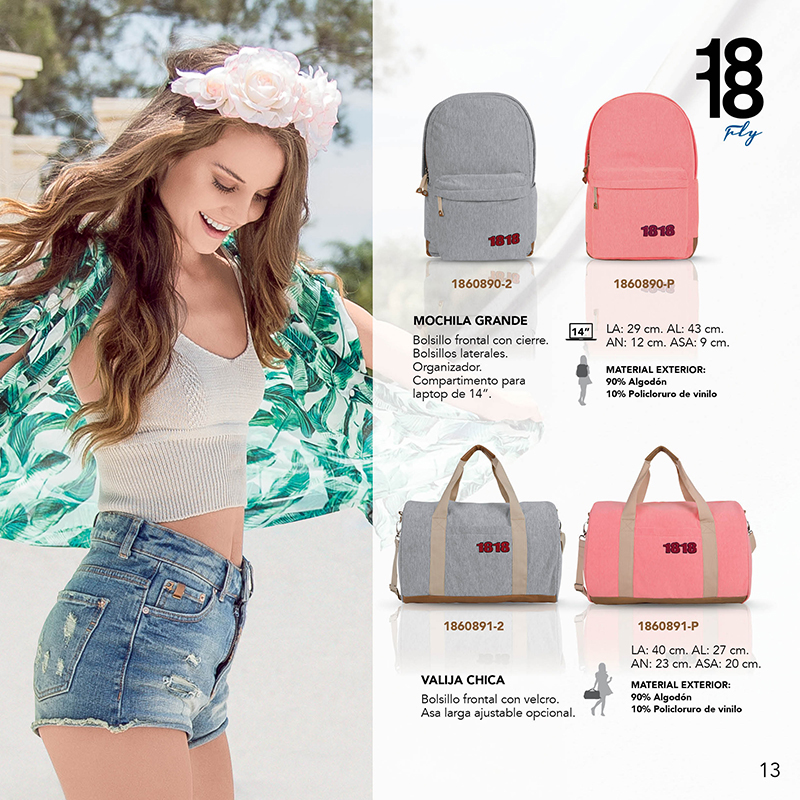 18
18
Fly
1818
1818
1860890-2
1860890-P
MOCHILA GRANDE
Bolsillo frontal con cierre.
Bolsillos laterales.
Organizador.
Compartimento para
laptop de 14”.
14”
LA: 29 cm. AL: 43 cm.
AN: 12 cm. ASA: 9 cm.
MATERIAL EXTERIOR:
90% Algodón
10% Policloruro de vinilo
1818
1818
1860891-2
1860891-P
VALIJA CHICA
Bolsillo frontal con velcro.
Asa larga ajustable opcional.
LA: 40 cm. AL: 27 cm.
AN: 23 cm. ASA: 20 cm.
MATERIAL EXTERIOR:
90% Algodón
10% Policloruro de vinilo
13